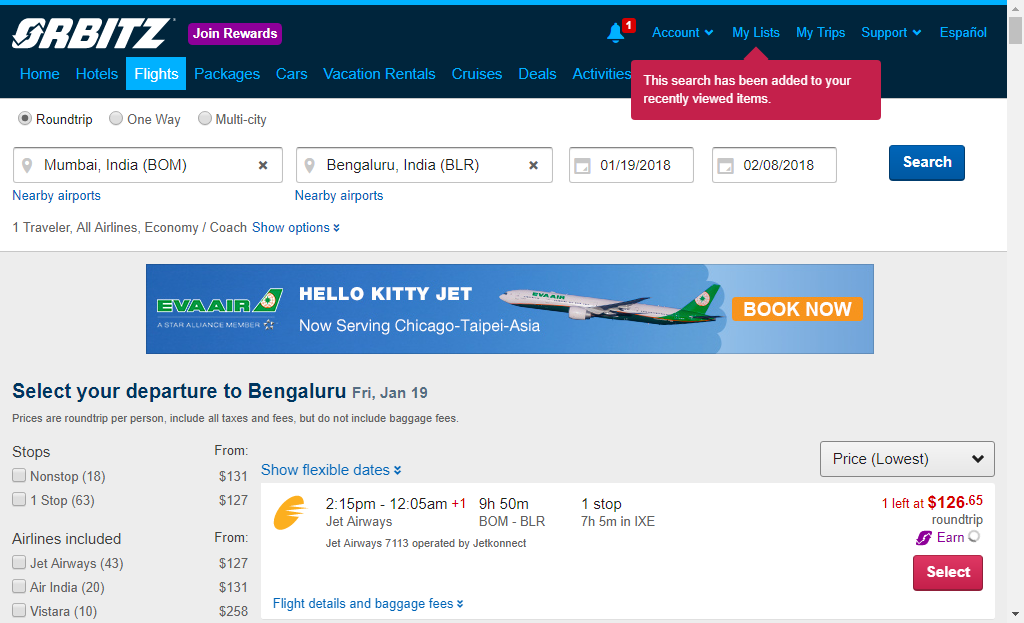 ORBITZ
Join Rewards
1
Account
My Lists
My Trips
Support
Español
Home
Hotels
Flights
Packages
Cars
Vacation Rentals
Cruises
Deals
Activities
This search has been added to your
recently viewed items.
Roundtrip
One Way
Multi-city
Mumbai, India (BOM)
Bengaluru, India (BLR)
01/19/2018
02/08/2018
Search
Nearby airports
Nearby airports
1 Traveler, All Airlines, Economy / Coach Show options
EVA AIR
A STAR ALLIANCE MEMBER
HELLO KITTY JET
Now Serving Chicago-Taipei-Asia
EVA AIR
BOOK NOW
Select your departure to Bengaluru Fri, Jan 19
Prices are roundtrip per person, include all taxes and fees, but do not include baggage fees.
Stops From:
Nonstop (18) $131
1 Stop (63) $127
Airlines included From:
Jet Airways (43) $127
Air India (20) $131
Vistara (10) $258
Show flexible dates
Price (Lowest)
2:15pm - 12:05am +1 9h 50m 1 stop
Jet Airways BOM - BLR 7h 5m in IXE
Jet Airways 7113 operated by Jetkonnect
1 left at $126.65
roundtrip
Earn
Select
Flight details and baggage fees